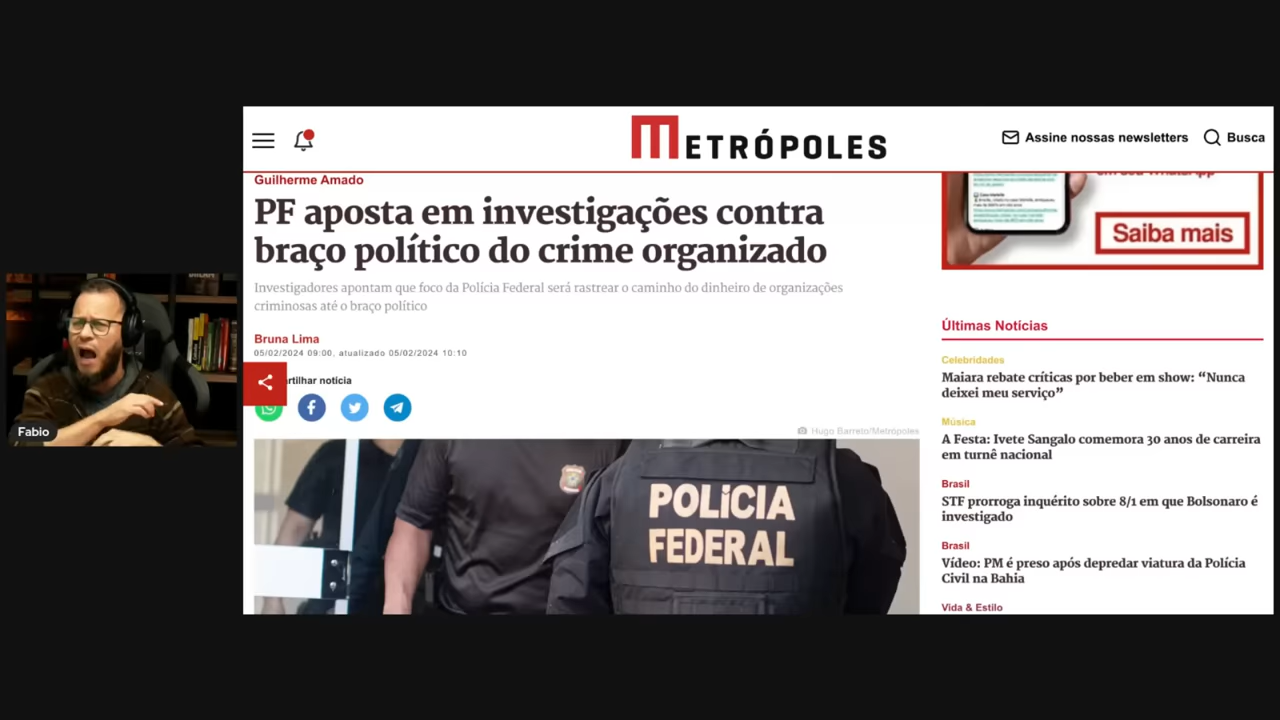 METRÓPOLES
Assine nossas newsletters
Busca
Guilherme Amado
PF aposta em investigações contra
braço político do crime organizado
Investigadores apontam que foco da Polícia Federal será rastrear o caminho do dinheiro de organizações
criminosas até o braço político
Bruna Lima
05/02/2024 09:00, atualizado 05/02/2024 10:10
artilhar notícia
Hugo Barreto/Metrópoles
POLÍCIA
FEDERAL
Fabio
em seu WhatsApp
Saiba mais
Últimas Notícias
Celebridades
Maiara rebate críticas por beber em show: “Nunca
deixei meu serviço”
Música
A Festa: Ivete Sangalo comemora 30 anos de carreira
em turnê nacional
Brasil
STF prorroga inquérito sobre 8/1 em que Bolsonaro é
investigado
Brasil
Vídeo: PM é preso após depredar viatura da Polícia
Civil na Bahia
Vida & Estilo